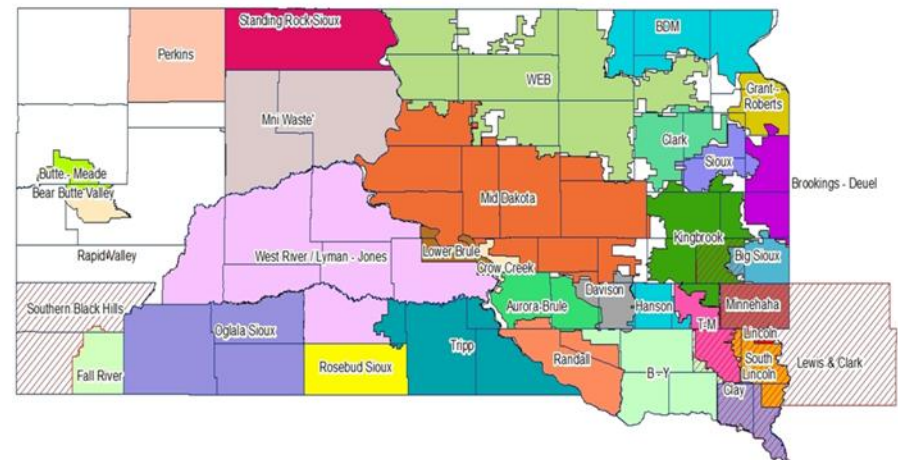 Standing Rock Sioux
BDM
Perkins
WEB
Grant - Roberts
Mni Waste'
Clark
Sioux
Butte - Meade
Bear Butte Valley
Brookings - Deuel
Mid Dakota
Kingbrook
Rapid Valley
West River / Lyman - Jones
Lower Brule
Big Sioux
Crow Creek
Southern Black Hills
Aurora-Brule
Davison
Hanson
Minnehaha
Oglala Sioux
T-M
Lincoln
Tripp
Randall
South
Lincoln
Lewis & Clark
Fall River
Rosebud Sioux
B - Y
Clay